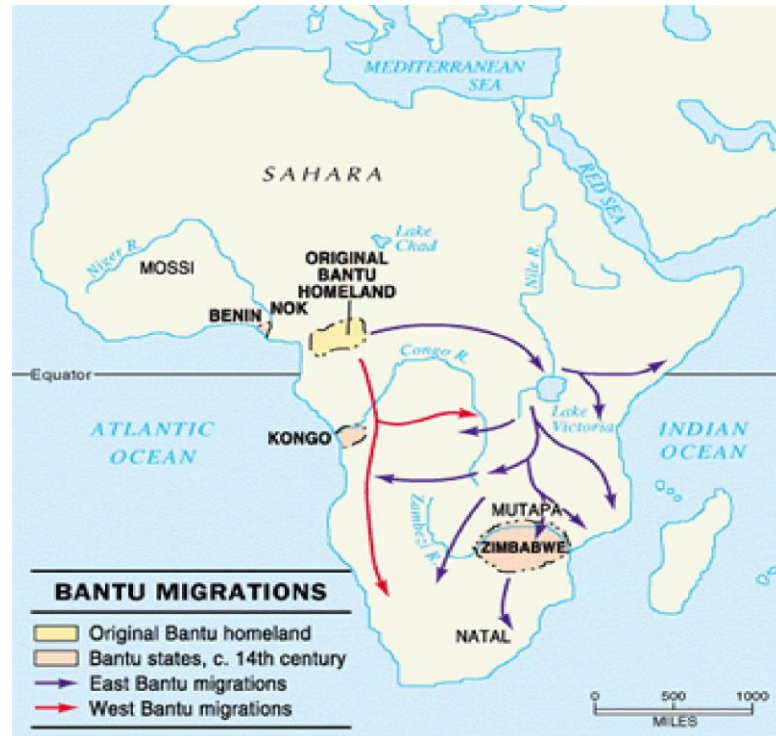 MEDITERRANEAN
SEA
SAHARA
RED SEA
Lake
Chad
Niger R.
MOSSI
Nile R.
ORIGINAL
BANTU
HOMELAND
NOK
BENIN
Congo R.
Equator
Lake
Victoria
ATLANTIC
OCEAN
KONGO
INDIAN
OCEAN
Zambezi R.
MUTAPA
ZIMBABWE
NATAL
BANTU MIGRATIONS
Original Bantu homeland
Bantu states, c. 14th century
East Bantu migrations
West Bantu migrations
0 500 1000
MILES